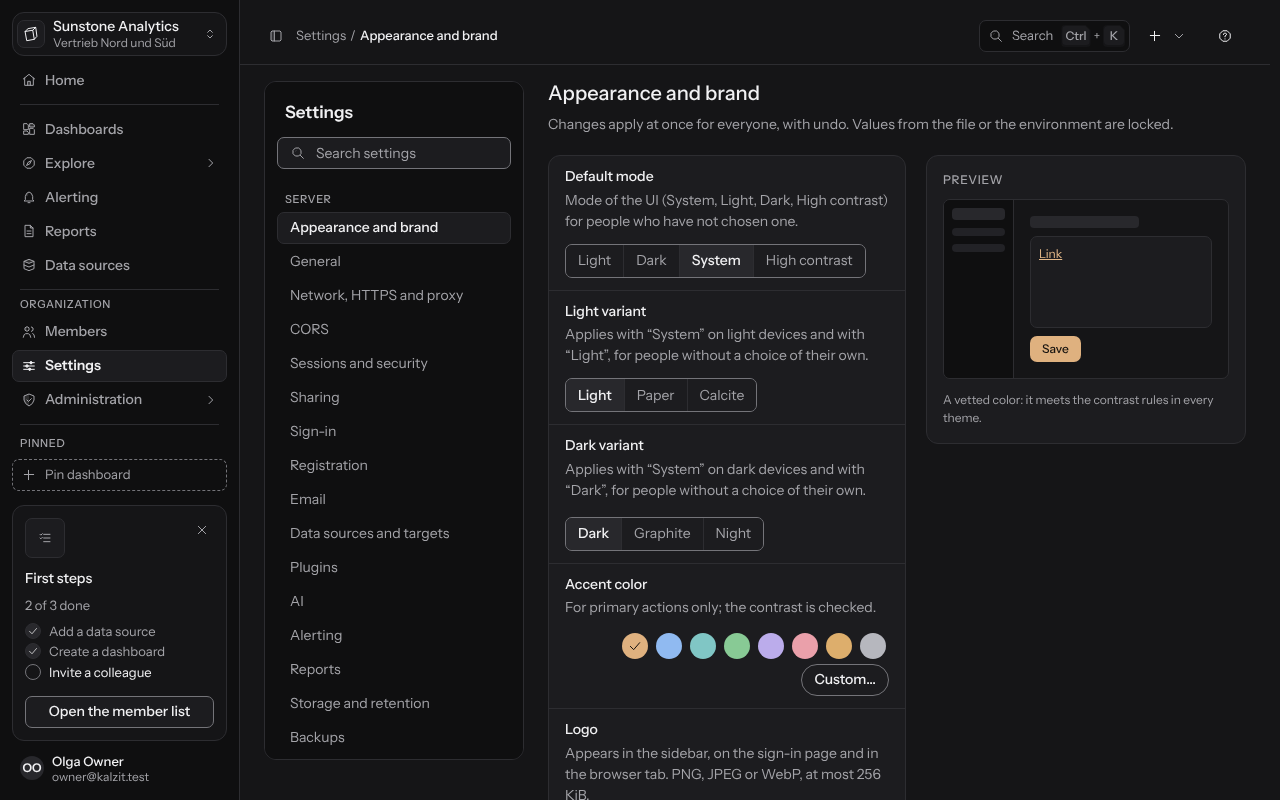 Sunstone Analytics
Vertrieb Nord und Süd
Home
Dashboards
Explore
Alerting
Reports
Data sources
ORGANIZATION
Members
Settings
Administration
PINNED
Pin dashboard
First steps
2 of 3 done
Add a data source
Create a dashboard
Invite a colleague
Open the member list
OO
Olga Owner
owner@kalzit.test
Settings / Appearance and brand
Search Ctrl + K
Settings
Search settings
SERVER
Appearance and brand
General
Network, HTTPS and proxy
CORS
Sessions and security
Sharing
Sign-in
Registration
Email
Data sources and targets
Plugins
AI
Alerting
Reports
Storage and retention
Backups
Appearance and brand
Changes apply at once for everyone, with undo. Values from the file or the environment are locked.
Default mode
Mode of the UI (System, Light, Dark, High contrast)
for people who have not chosen one.
Light Dark System High contrast
Light variant
Applies with “System” on light devices and with
“Light”, for people without a choice of their own.
Light Paper Calcite
Dark variant
Applies with “System” on dark devices and with
“Dark”, for people without a choice of their own.
Dark Graphite Night
Accent color
For primary actions only; the contrast is checked.
Custom…
Logo
Appears in the sidebar, on the sign-in page and in
the browser tab. PNG, JPEG or WebP, at most 256
KiB.
PREVIEW
Link
Save
A vetted color: it meets the contrast rules in every
theme.